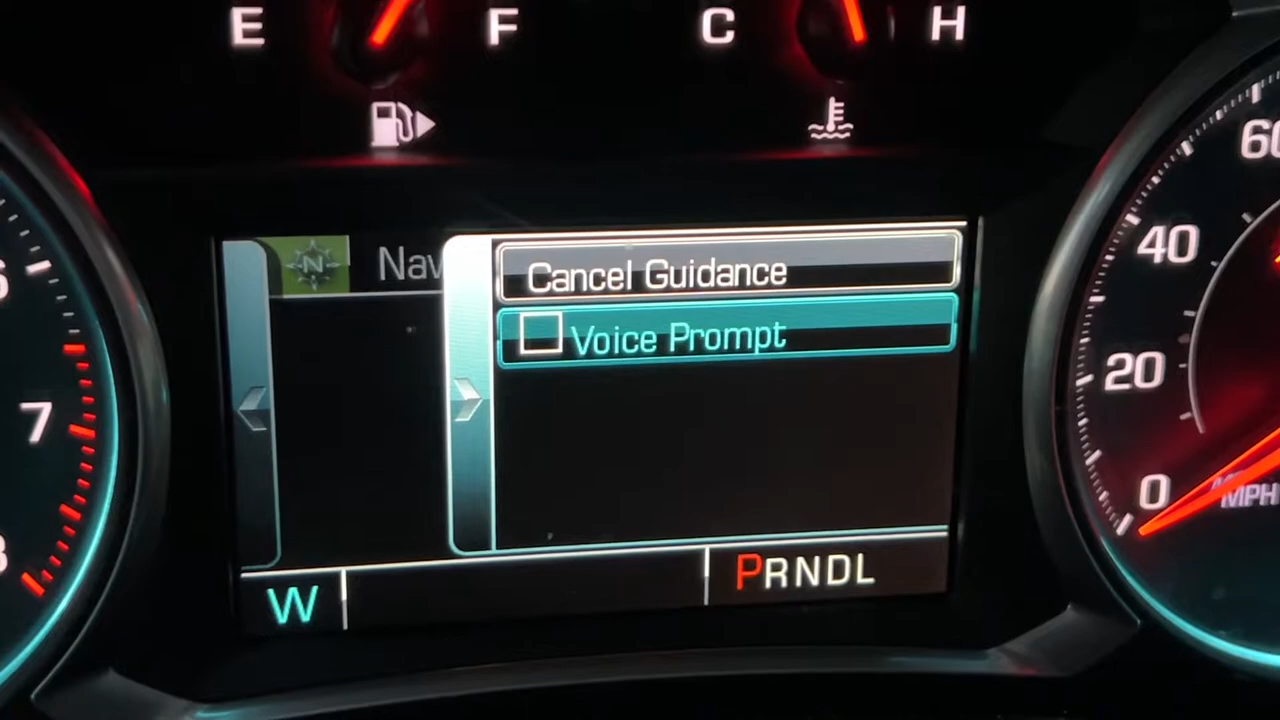 E F C H
N Nav
Cancel Guidance
Voice Prompt
W
PRNDL
7
60
40
20
0
MPH